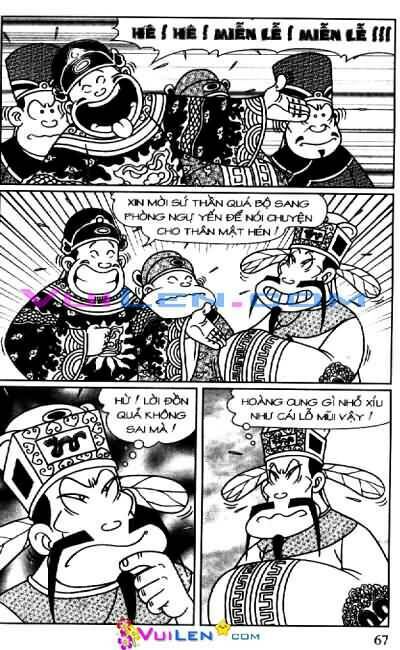 HÊ ! HÊ ! MIỄN LỄ ! MIỄN LỄ !!!
XIN MỜI SỨ THẦN QUÁ BỘ SANG
PHÒNG NGỰ YẾN ĐỂ NÓI CHUYỆN
CHO THÂN MẬT HÉN !
VUILEN.COM
HỪ ! LỜI ĐỒN
QUẢ KHÔNG
SAI MÀ !
HOÀNG CUNG GÌ NHỎ XÍU
NHƯ CÁI LỖ MŨI VẬY !
67
VUILEN.COM